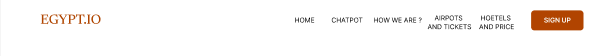 EGYPT.IO
HOME
CHATPOT
HOW WE ARE ?
AIRPOTS
AND TICKETS
HOETELS
AND PRICE
SIGN UP